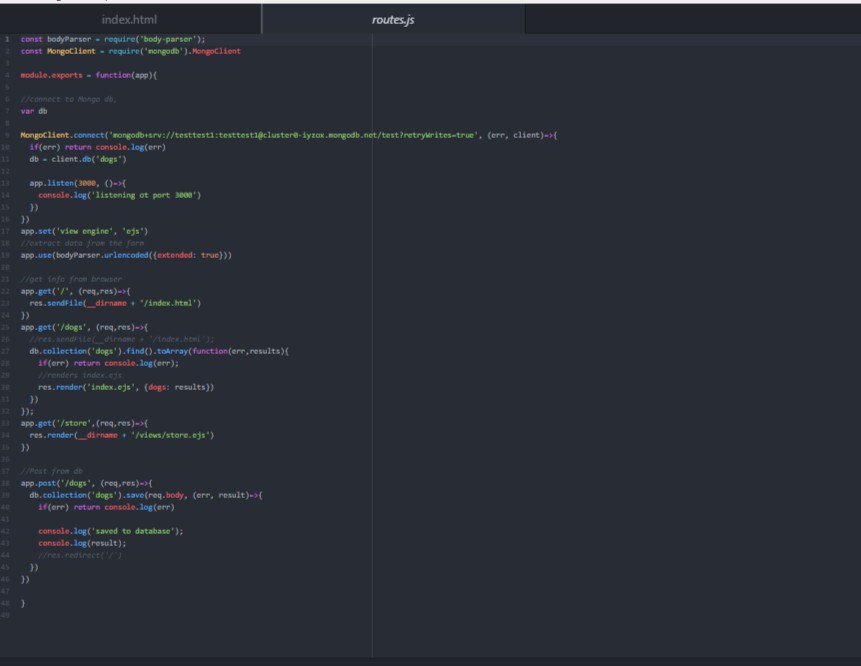 index.html
routes.js
1 const bodyParser = require('body-parser');
2 const MongoClient = require('mongodb').MongoClient
3
4 module.exports = function(app){
5
6 //connect to Mongo db,
7 var db
8
9 MongoClient.connect('mongodb+srv://testtest1:testtest1@cluster0-iyzox.mongodb.net/test?retryWrites=true', (err, client)=>{
10 if(err) return console.log(err)
11 db = client.db('dogs')
12
13 app.listen(3000, ()=>{
14 console.log('listening ot port 3000')
15 })
16 })
17 app.set('view engine', 'ejs')
18 //extract data from the form
19 app.use(bodyParser.urlencoded({extended: true}))
20
21 //get info from browser
22 app.get('/', (req,res)=>{
23 res.sendFile(__dirname + '/index.html')
24 })
25 app.get('/dogs', (req,res)=>{
26 //res.sendFile(__dirname + '/index.html');
27 db.collection('dogs').find().toArray(function(err,results){
28 if(err) return console.log(err);
29 //renders index.ejs
30 res.render('index.ejs', {dogs: results})
31 })
32 });
33 app.get('/store',(req,res)=>{
34 res.render(__dirname + '/views/store.ejs')
35 })
36
37 //Post from db
38 app.post('/dogs', (req,res)=>{
39 db.collection('dogs').save(req.body, (err, result)=>{
40 if(err) return console.log(err)
41
42 console.log('saved to database');
43 console.log(result);
44 //res.redirect('/')
45 })
46 })
47
48 }
49